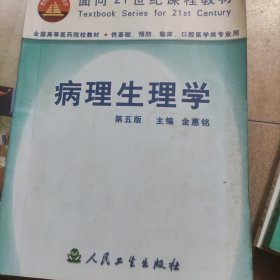 面向21世纪课程教材
Textbook Series for 21st Century
全国高等医药院校教材·供基础、预防、临床、口腔医学类专业用
病理生理学
第五版 主编 金惠铭
人民卫生出版社